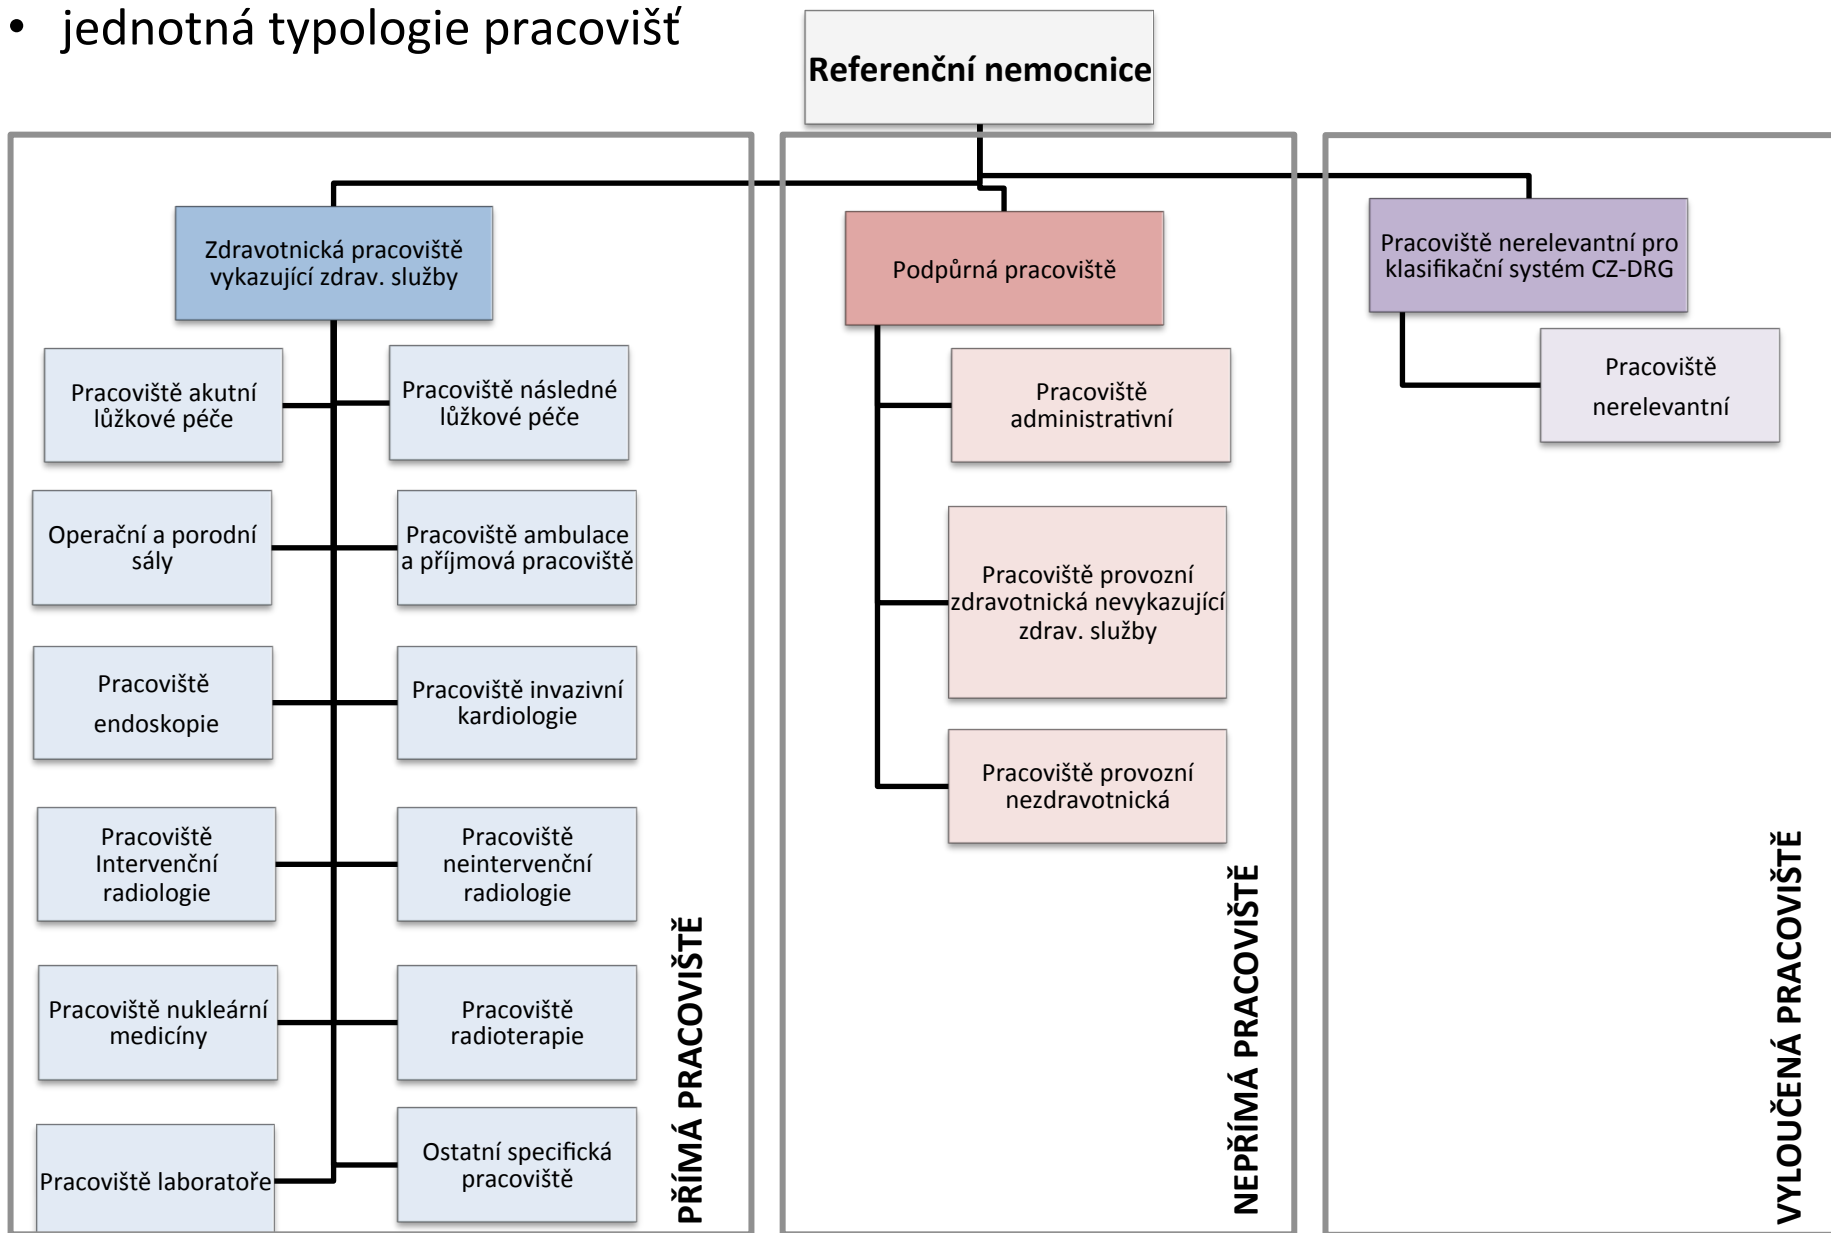 • jednotná typologie pracovišť
Referenční nemocnice
Zdravotnická pracoviště
vykazující zdrav. služby
Pracoviště akutní
lůžkové péče
Pracoviště následné
lůžkové péče
Operační a porodní
sály
Pracoviště ambulace
a příjmová pracoviště
Pracoviště
endoskopie
Pracoviště invazivní
kardiologie
Pracoviště
Intervenční
radiologie
Pracoviště
neintervenční
radiologie
Pracoviště nukleární
medicíny
Pracoviště
radioterapie
Pracoviště laboratoře
Ostatní specifická
pracoviště
PŘÍMÁ PRACOVIŠTĚ
Podpůrná pracoviště
Pracoviště
administrativní
Pracoviště provozní
zdravotnická nevykazující
zdrav. služby
Pracoviště provozní
nezdravotnická
NEPŘÍMÁ PRACOVIŠTĚ
Pracoviště nerelevantní pro
klasifikační systém CZ-DRG
Pracoviště
nerelevantní
VYLOUČENÁ PRACOVIŠTĚ